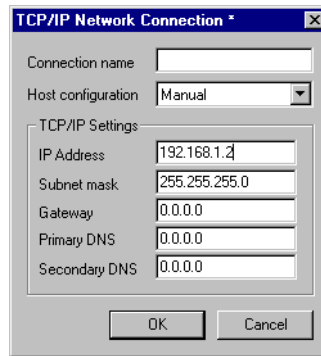 TCP/IP Network Connection *
Connection name
Host configuration Manual
TCP/IP Settings
IP Address 192.168.1.2
Subnet mask 255.255.255.0
Gateway 0.0.0.0
Primary DNS 0.0.0.0
Secondary DNS 0.0.0.0
OK Cancel